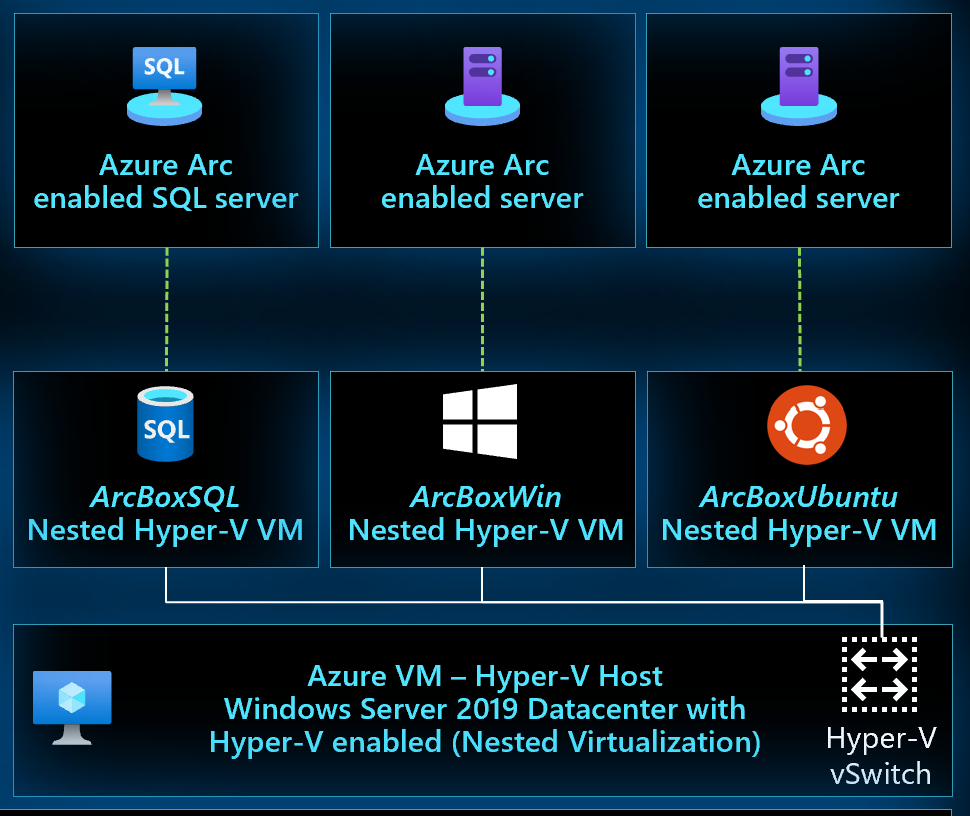 SQL
Azure Arc
enabled SQL server
Azure Arc
enabled server
Azure Arc
enabled server
SQL
ArcBoxSQL
Nested Hyper-V VM
ArcBoxWin
Nested Hyper-V VM
ArcBoxUbuntu
Nested Hyper-V VM
Azure VM – Hyper-V Host
Windows Server 2019 Datacenter with
Hyper-V enabled (Nested Virtualization)
Hyper-V
vSwitch